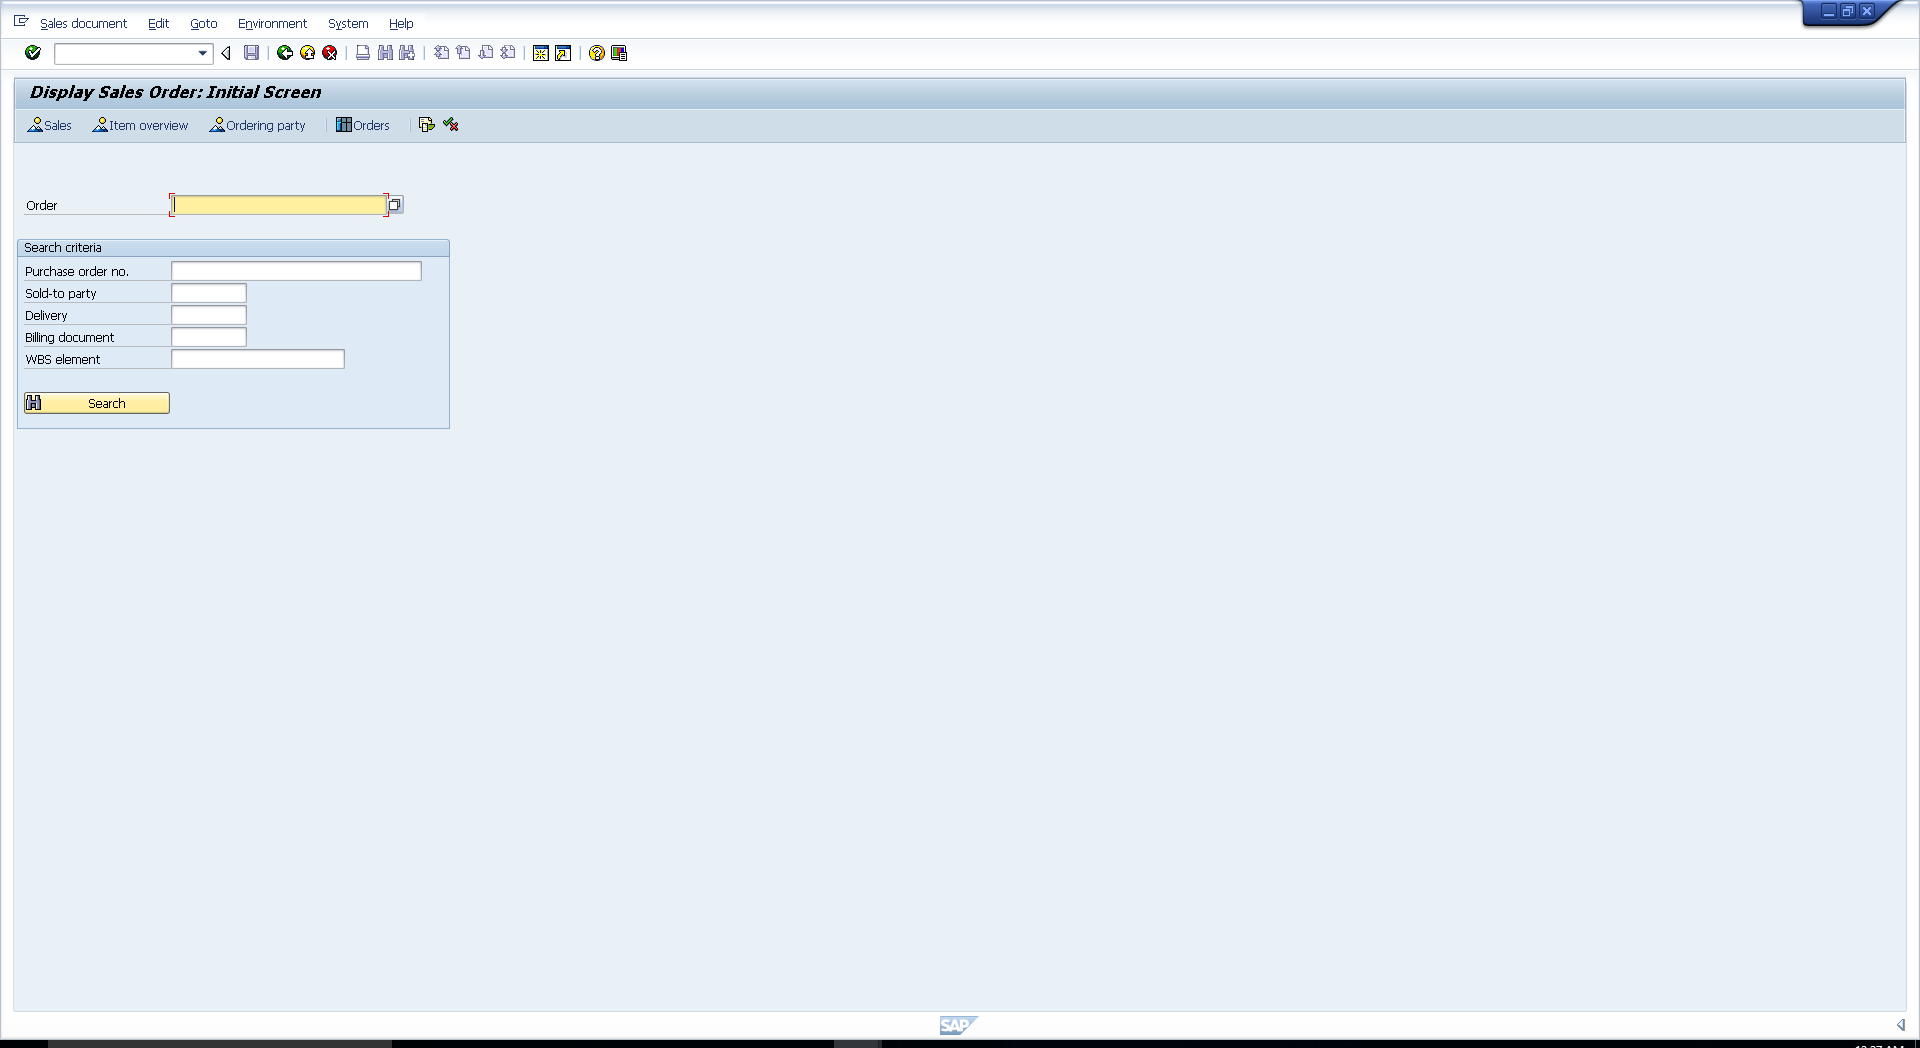 Sales document Edit Goto Environment System Help
Display Sales Order: Initial Screen
Sales Item overview Ordering party Orders
Order
Search criteria
Purchase order no.
Sold-to party
Delivery
Billing document
WBS element
Search
SAP